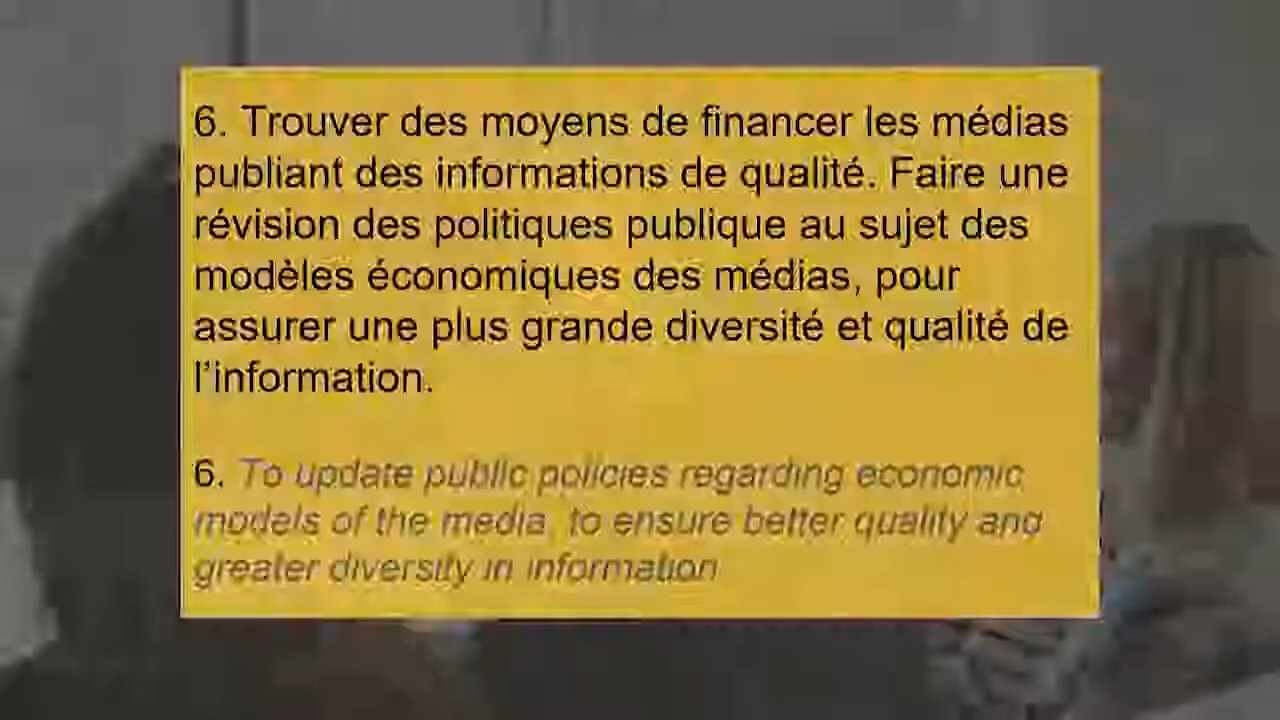 6. Trouver des moyens de financer les médias
publiant des informations de qualité. Faire une
révision des politiques publique au sujet des
modèles économiques des médias, pour
assurer une plus grande diversité et qualité de
l’information.
6. To update public policies regarding economic
models of the media, to ensure better quality and
greater diversity in information